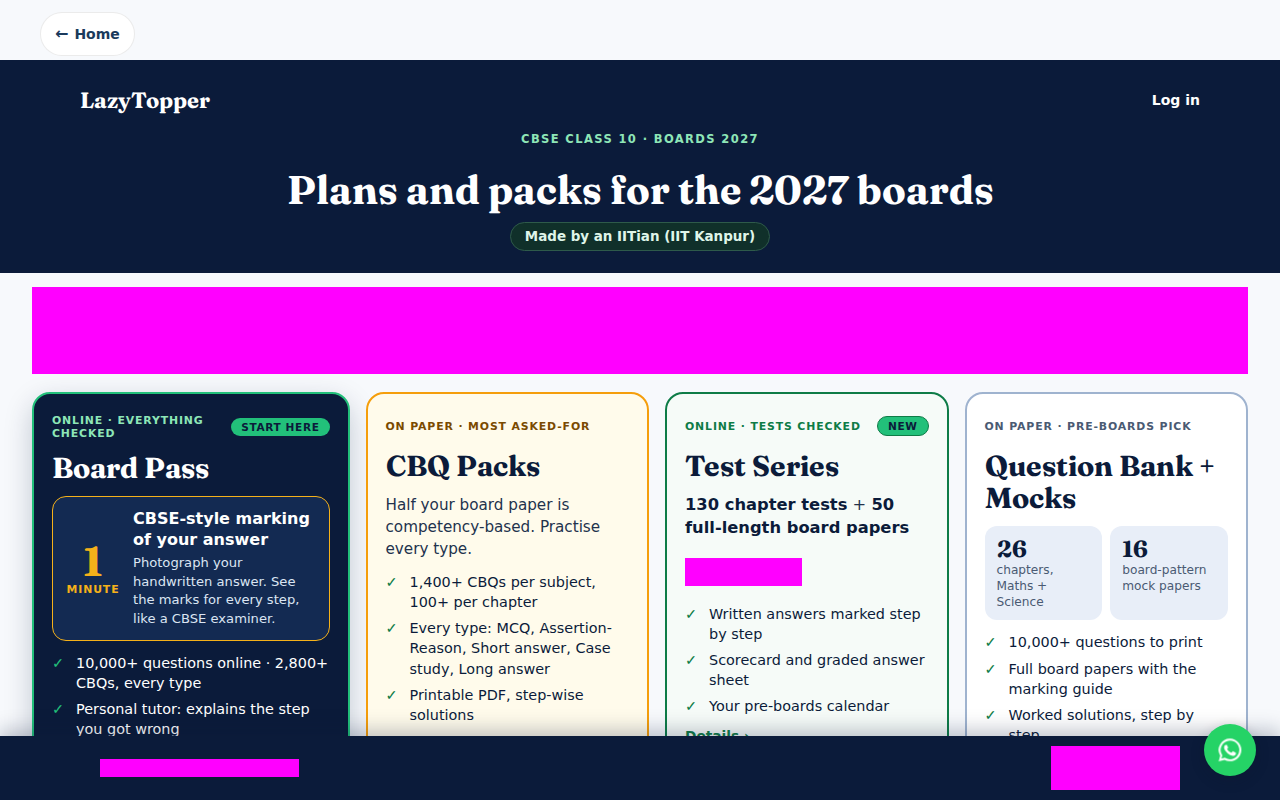 ← Home
LazyTopper
Log in
CBSE CLASS 10 · BOARDS 2027
Plans and packs for the 2027 boards
Made by an IITian (IIT Kanpur)
ONLINE · EVERYTHING
CHECKED
START HERE
Board Pass
1
MINUTE
CBSE-style marking
of your answer
Photograph your
handwritten answer. See
the marks for every step,
like a CBSE examiner.
✓ 10,000+ questions online · 2,800+
CBQs, every type
✓ Personal tutor: explains the step
you got wrong
ON PAPER · MOST ASKED-FOR
CBQ Packs
Half your board paper is
competency-based. Practise
every type.
✓ 1,400+ CBQs per subject,
100+ per chapter
✓ Every type: MCQ, Assertion-
Reason, Short answer, Case
study, Long answer
✓ Printable PDF, step-wise
solutions
ONLINE · TESTS CHECKED
NEW
Test Series
130 chapter tests + 50
full-length board papers
✓ Written answers marked step
by step
✓ Scorecard and graded answer
sheet
✓ Your pre-boards calendar
Details ›
ON PAPER · PRE-BOARDS PICK
Question Bank +
Mocks
26
chapters,
Maths +
Science
16
board-pattern
mock papers
✓ 10,000+ questions to print
✓ Full board papers with the
marking guide
✓ Worked solutions, step by
step